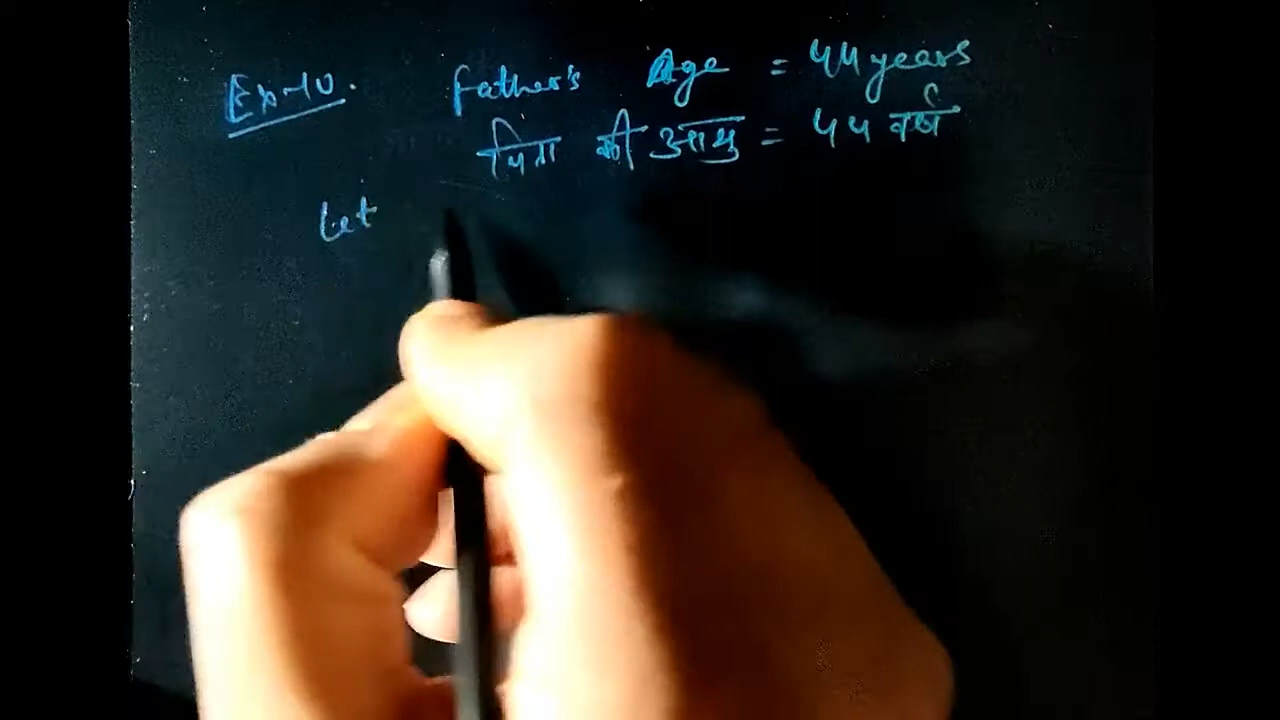 Ex-10.
Father's Age = 44 years
पिता की आयु = 44 वर्ष
Let